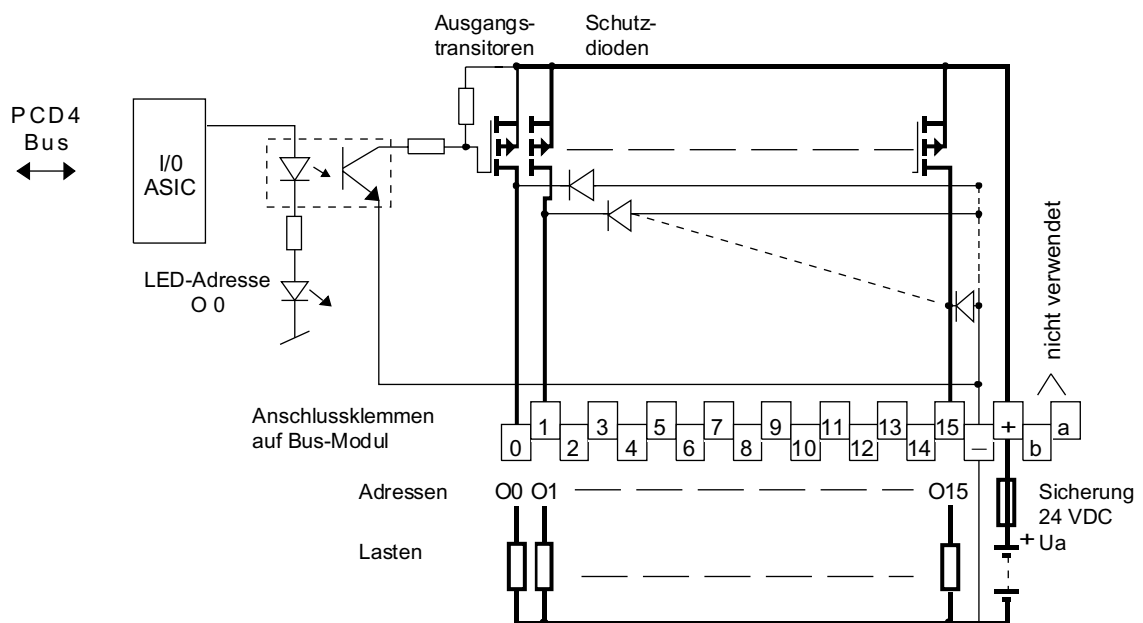 Ausgangs-
transitoren
Schutz-
dioden
PCD4
Bus
I/0
ASIC
LED-Adresse
O 0
nicht verwendet
Anschlussklemmen
auf Bus-Modul
1 3 5 7 9 11 13 15 + a
0 2 4 6 8 10 12 14 – b
Adressen O0 O1 O15
Sicherung
24 VDC
+ Ua
Lasten